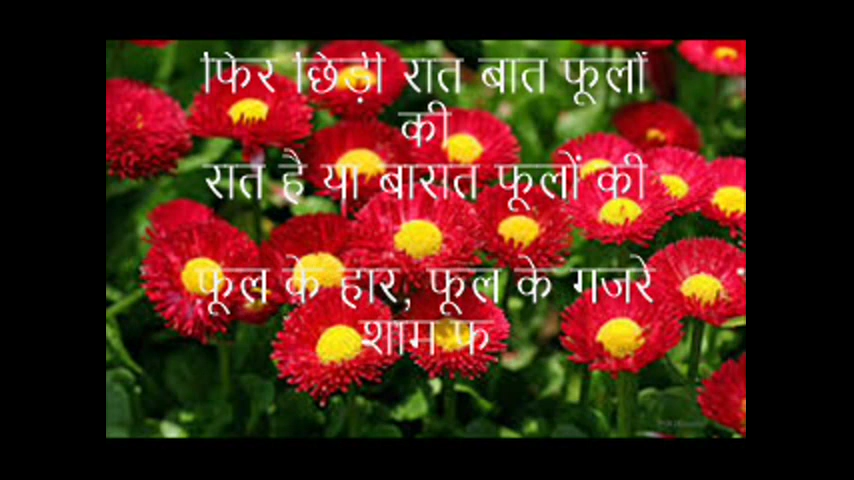 फिर छिड़ी रात बात फूलों
की
रात है या बारात फूलों की
फूल के हार, फूल के गजरे
शाम फ